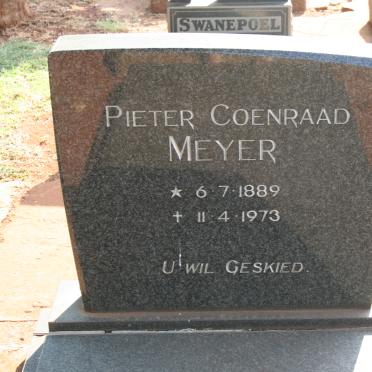 SWANEPOEL
PIETER COENRAAD
MEYER
★ 6·7·1889
✝ 11·4·1973
U WIL GESKIED.